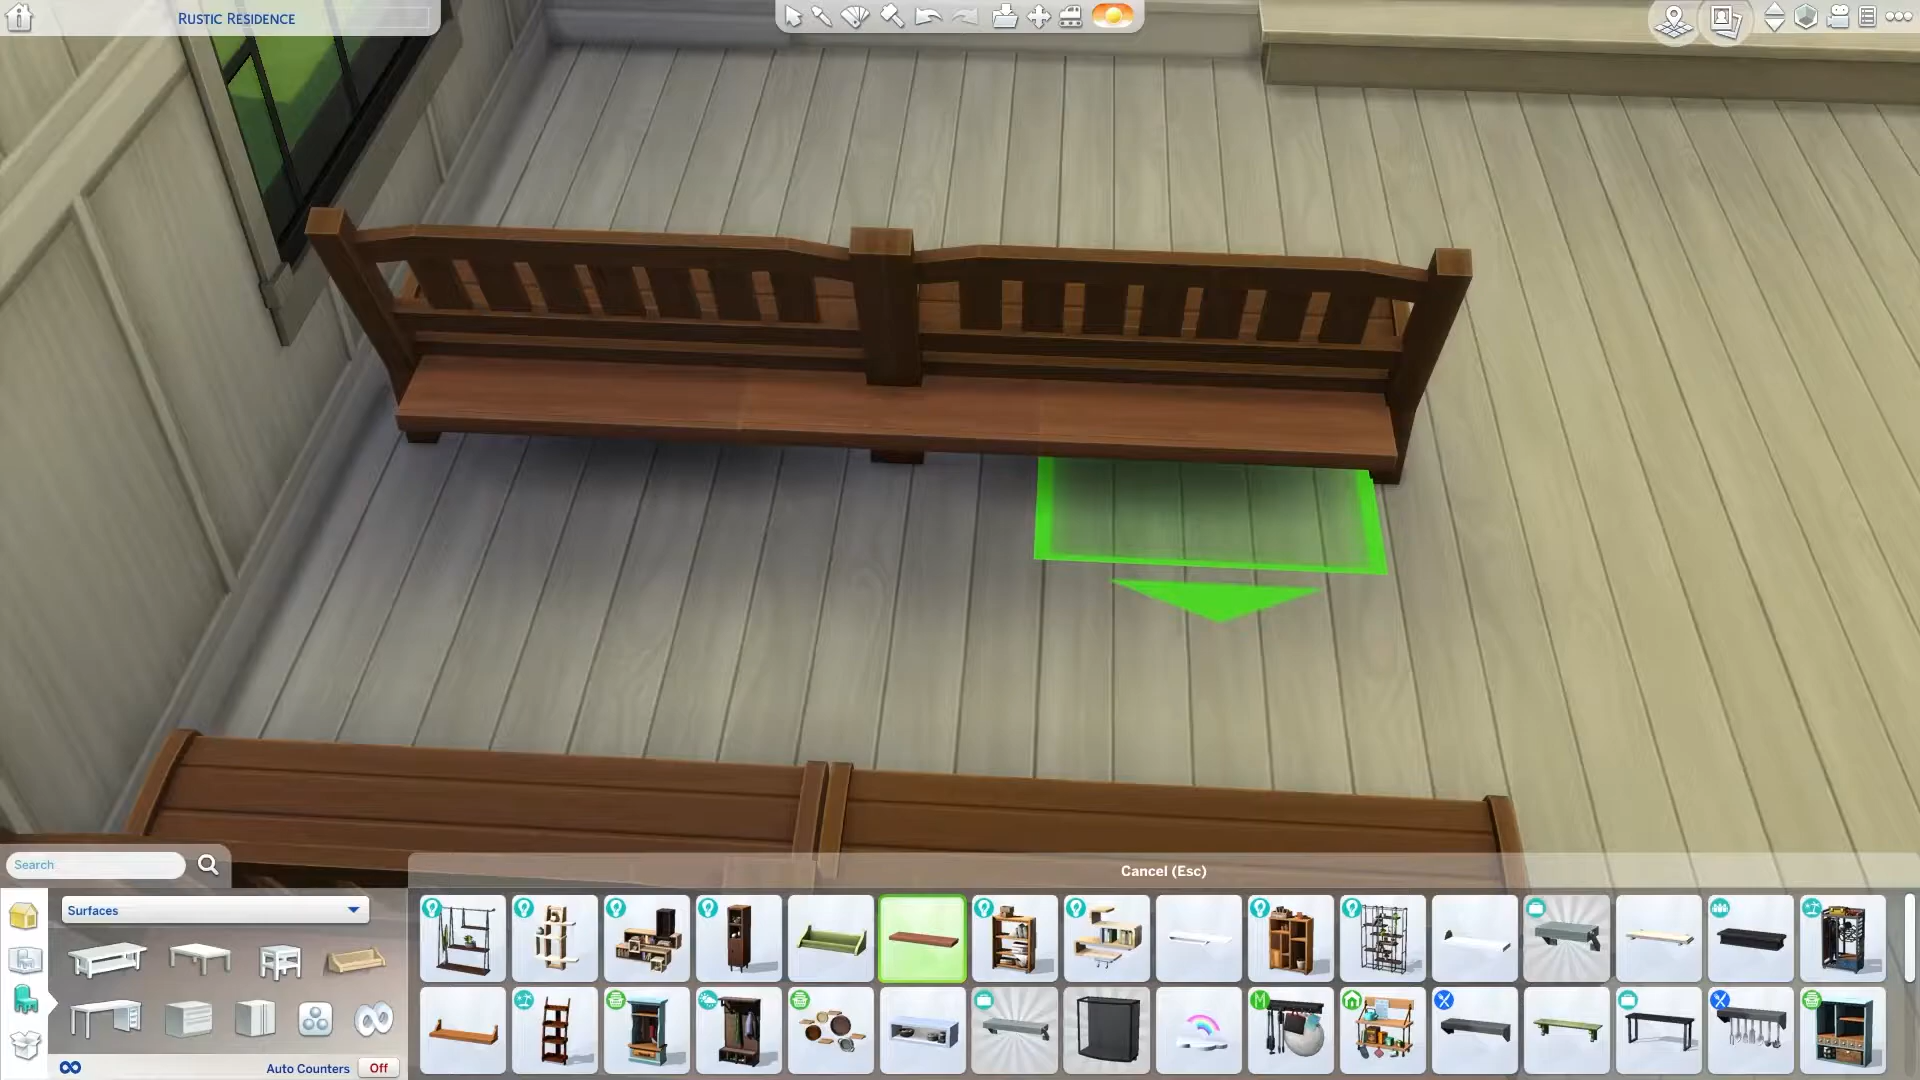 RUSTIC RESIDENCE
Cancel (Esc)
Search
Surfaces
Auto Counters Off
M